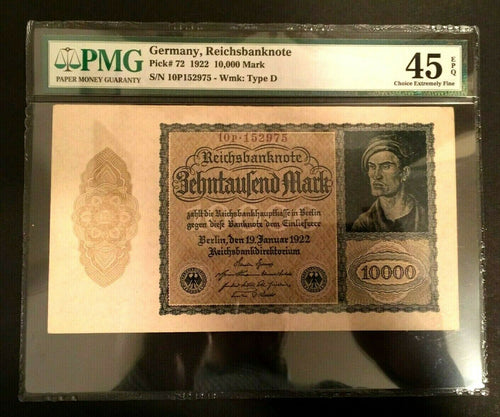 PMG
PAPER MONEY GUARANTY
Germany, Reichsbanknote
Pick# 72 1922 10,000 Mark
S/N 10P152975 - Wmk: Type D
45 EPQ
Choice Extremely Fine
10P·152975
Reichsbanknote
Zehntausend Mark
zahlt die Reichsbankhauptkasse in Berlin
gegen diese Banknote dem Einlieferer
Berlin, den 19. Januar 1922
Reichsbankdirektorium
10000